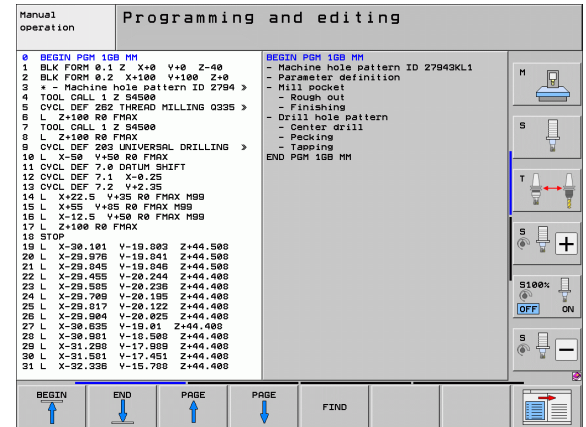 Manual
operation
Programming and editing
0 BEGIN PGM 1GB MM
1 BLK FORM 0.1 Z X+0 Y+0 Z-40
2 BLK FORM 0.2 X+100 Y+100 Z+0
3 * - Machine hole pattern ID 2794 »
4 TOOL CALL 1 Z S4500
5 CYCL DEF 262 THREAD MILLING Q335 »
6 L Z+100 R0 FMAX
7 TOOL CALL 1 Z S4500
8 L Z+100 R0 FMAX
9 CYCL DEF 203 UNIVERSAL DRILLING »
10 L X-50 Y+50 R0 FMAX
11 CYCL DEF 7.0 DATUM SHIFT
12 CYCL DEF 7.1 X-0.25
13 CYCL DEF 7.2 Y+2.35
14 L X+22.5 Y+35 R0 FMAX M99
15 L X+55 Y+85 R0 FMAX M99
16 L X-12.5 Y+50 R0 FMAX M99
17 L Z+100 R0 FMAX
18 STOP
19 L X-30.101 Y-19.803 Z+44.508
20 L X-29.976 Y-19.841 Z+44.508
21 L X-29.845 Y-19.846 Z+44.508
22 L X-29.455 Y-20.244 Z+44.408
23 L X-29.585 Y-20.236 Z+44.408
24 L X-29.709 Y-20.195 Z+44.408
25 L X-29.817 Y-20.122 Z+44.408
26 L X-29.904 Y-20.025 Z+44.408
27 L X-30.635 Y-19.01 Z+44.408
28 L X-30.981 Y-18.508 Z+44.408
29 L X-31.298 Y-17.989 Z+44.408
30 L X-31.581 Y-17.451 Z+44.408
31 L X-32.336 Y-15.788 Z+44.408
BEGIN PGM 1GB MM
- Machine hole pattern ID 27943KL1
- Parameter definition
- Mill pocket
- Rough out
- Finishing
- Drill hole pattern
- Center drill
- Pecking
- Tapping
END PGM 1GB MM
M
S
T
S
+
S100%
OFF ON
S
-
BEGIN
END
PAGE
PAGE
FIND